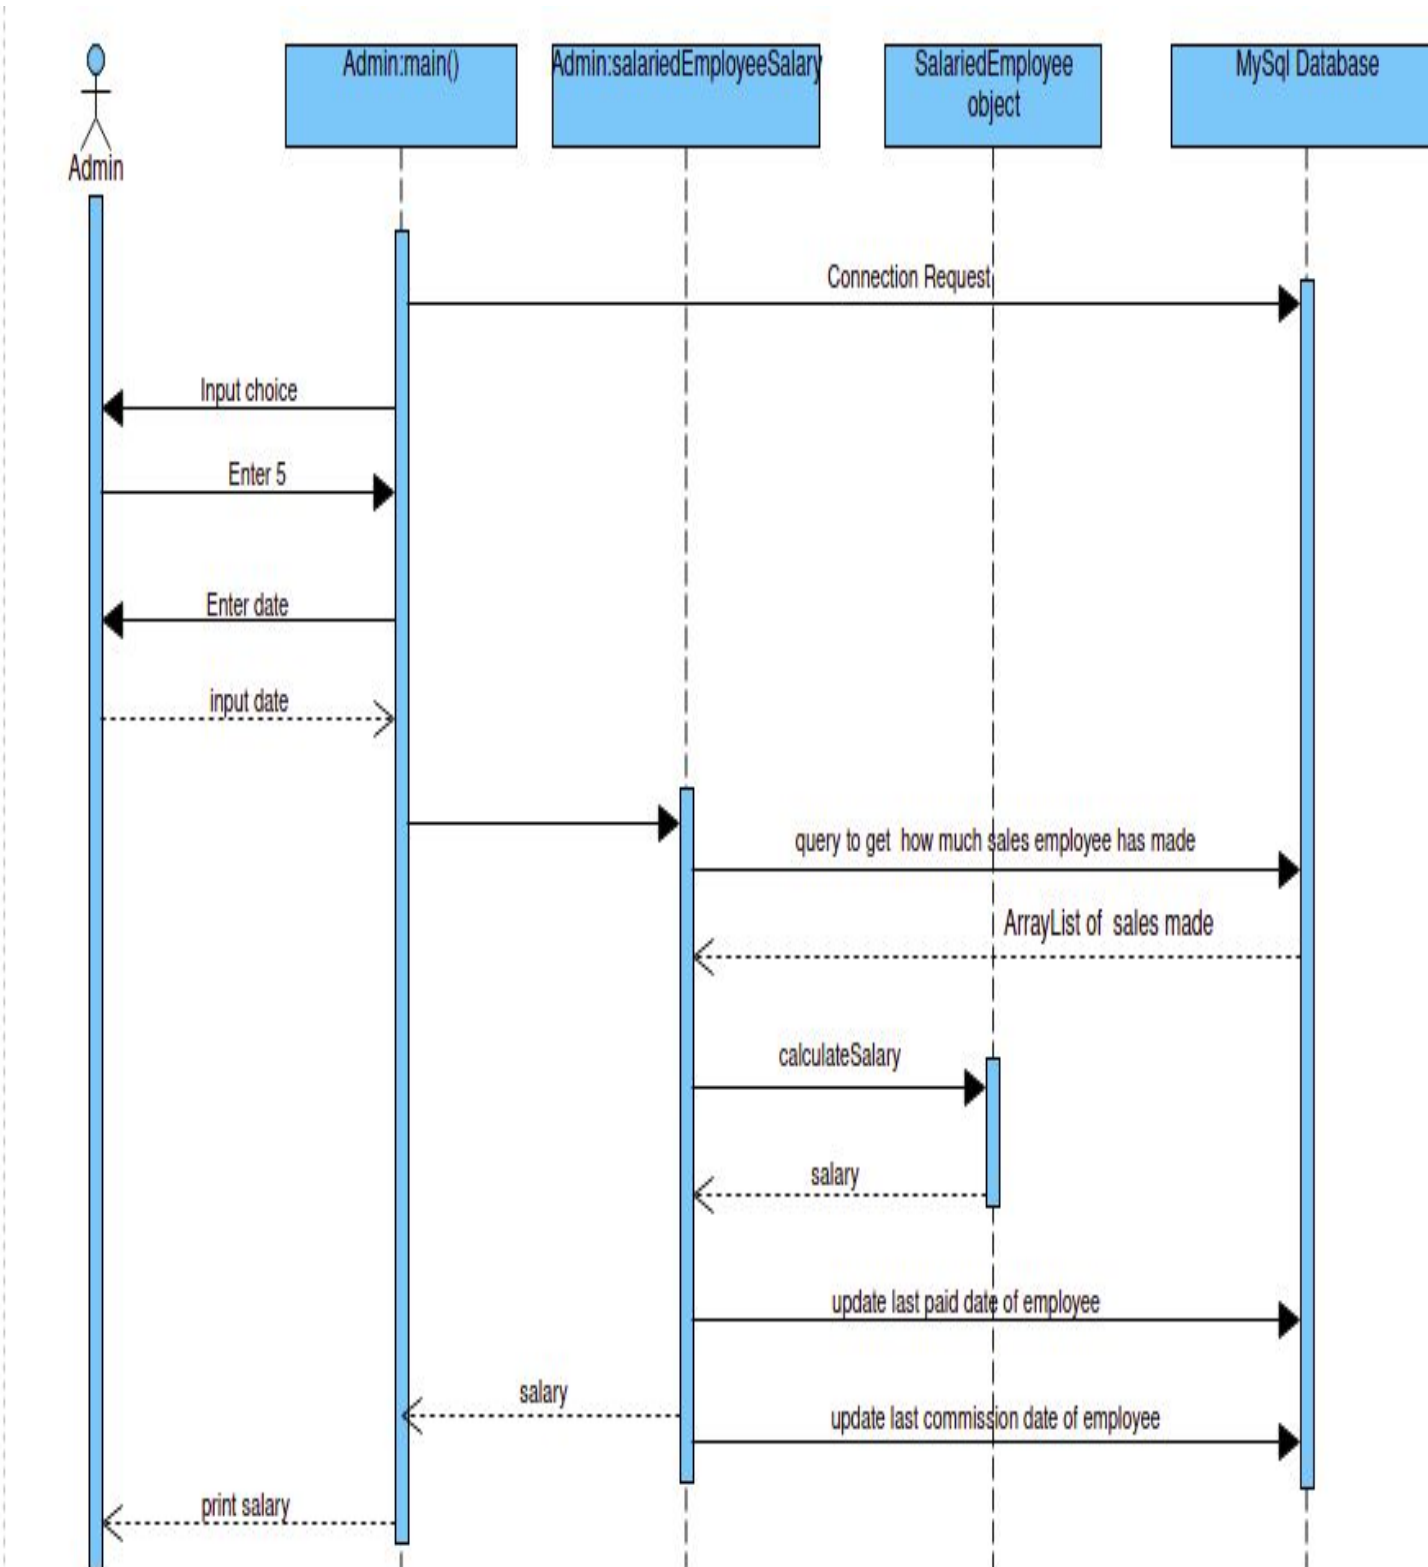 Admin
Admin:main()
Admin:salariedEmployeeSalary
SalariedEmployee
object
MySql Database
Connection Request
Input choice
Enter 5
Enter date
input date
query to get  how much sales employee has made
ArrayList of  sales made
calculateSalary
salary
update last paid date of employee
salary
update last commission date of employee
print salary